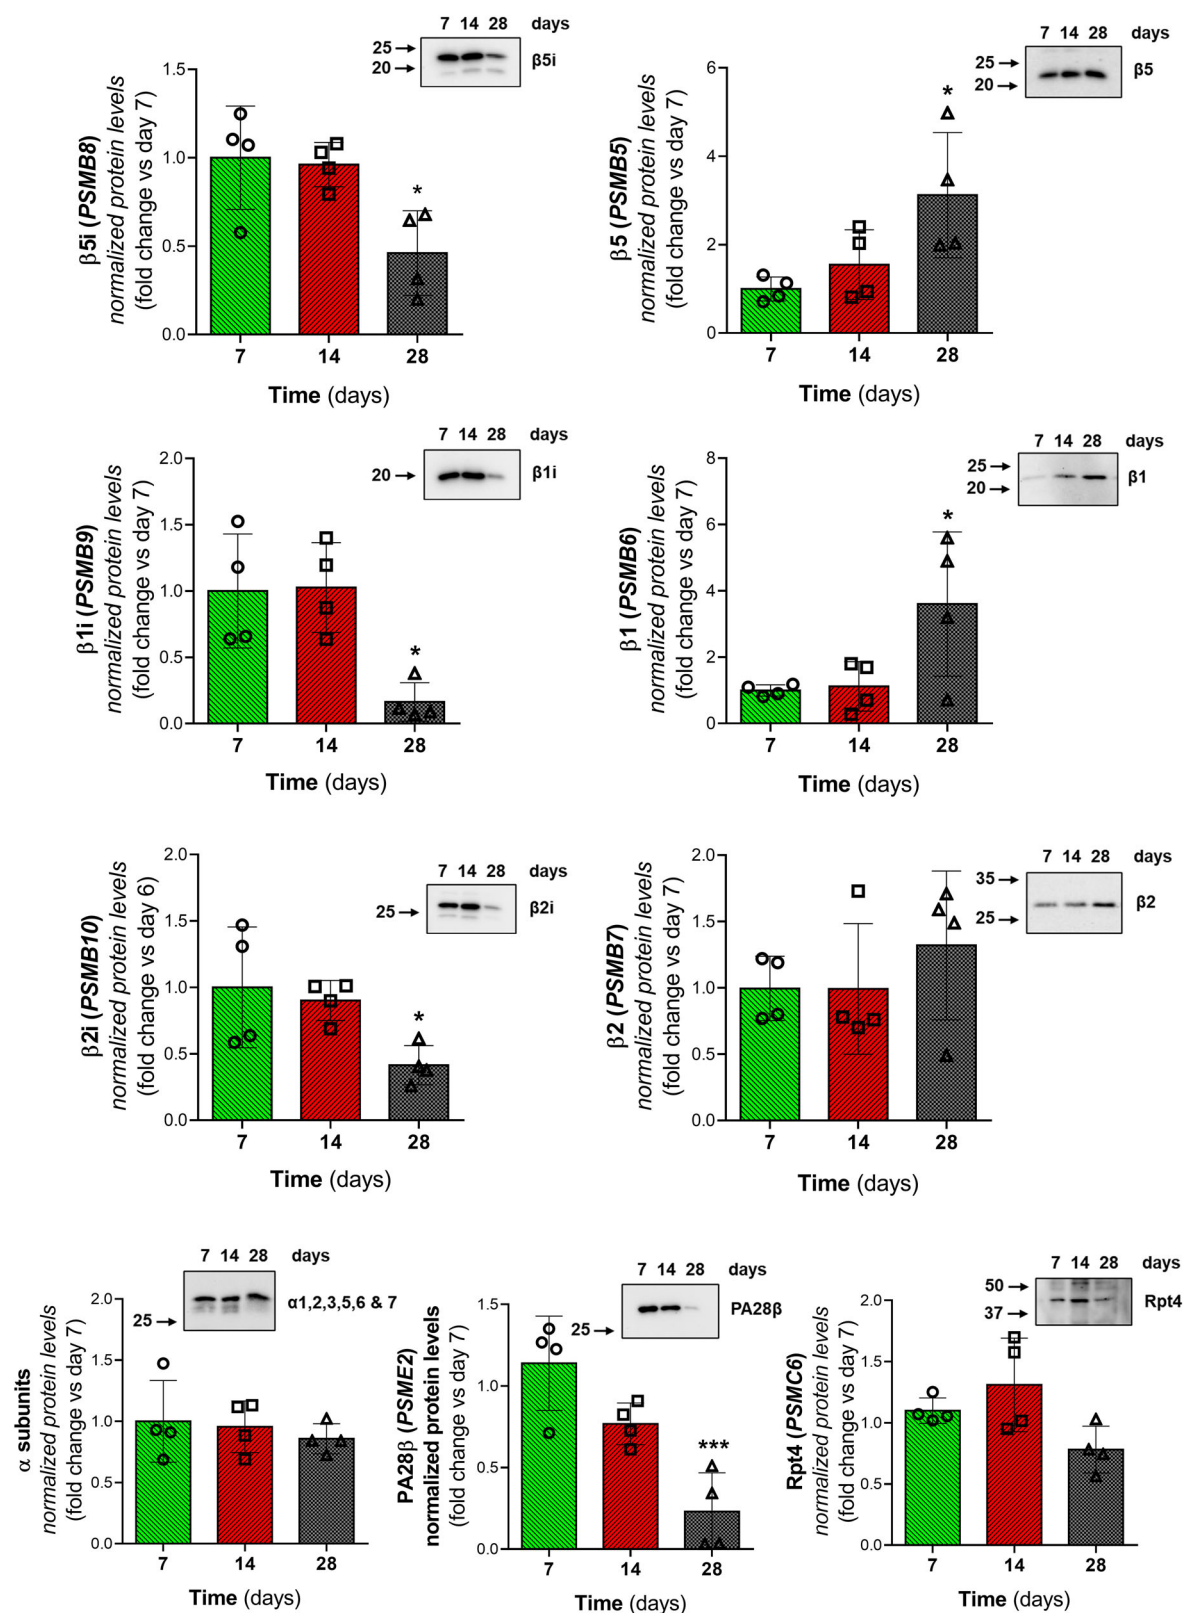 7 14 28 days
25
20
β5i
1.5
1.0
0.5
0.0
β5i (PSMB8)
normalized protein levels
(fold change vs day 7)
*
7 14 28
Time (days)
7 14 28 days
25
20
β5
6
4
2
0
β5 (PSMB5)
normalized protein levels
(fold change vs day 7)
*
7 14 28
Time (days)
7 14 28 days
20
β1i
2.0
1.5
1.0
0.5
0.0
β1i (PSMB9)
normalized protein levels
(fold change vs day 7)
*
7 14 28
Time (days)
7 14 28 days
25
20
β1
8
6
4
2
0
β1 (PSMB6)
normalized protein levels
(fold change vs day 7)
*
7 14 28
Time (days)
7 14 28 days
25
β2i
2.0
1.5
1.0
0.5
0.0
β2i (PSMB10)
normalized protein levels
(fold change vs day 6)
*
7 14 28
Time (days)
7 14 28 days
35
25
β2
2.0
1.5
1.0
0.5
0.0
β2 (PSMB7)
normalized protein levels
(fold change vs day 7)
7 14 28
Time (days)
7 14 28 days
25
α1,2,3,5,6 & 7
2.0
1.5
1.0
0.5
0.0
α subunits
normalized protein levels
(fold change vs day 7)
7 14 28
Time (days)
7 14 28 days
25
PA28β
1.5
1.0
0.5
0.0
PA28β (PSME2)
normalized protein levels
(fold change vs day 7)
***
7 14 28
Time (days)
7 14 28 days
50
37
Rpt4
2.0
1.5
1.0
0.5
0.0
Rpt4 (PSMC6)
normalized protein levels
(fold change vs day 7)
7 14 28
Time (days)